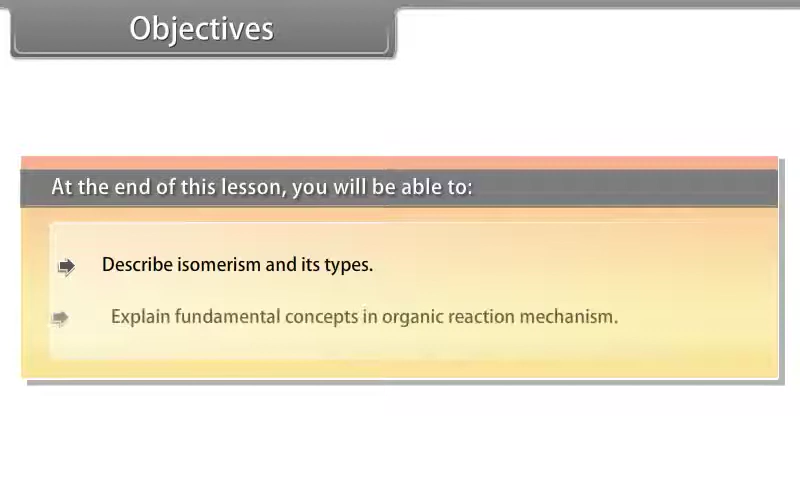 Objectives
At the end of this lesson, you will be able to:
Describe isomerism and its types.
Explain fundamental concepts in organic reaction mechanism.